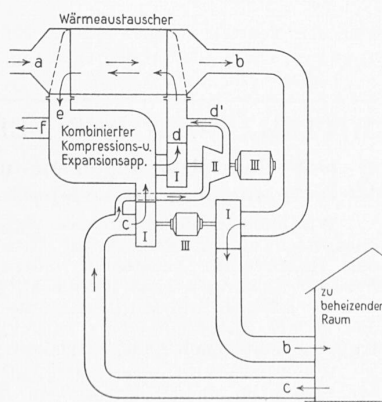 Wärmeaustauscher
a
b
e
f
d'
Kombinierter
Kompressions-u.
Expansionsapp.
d
I
II
III
c
I
III
I
zu
beheizender
Raum
b
c